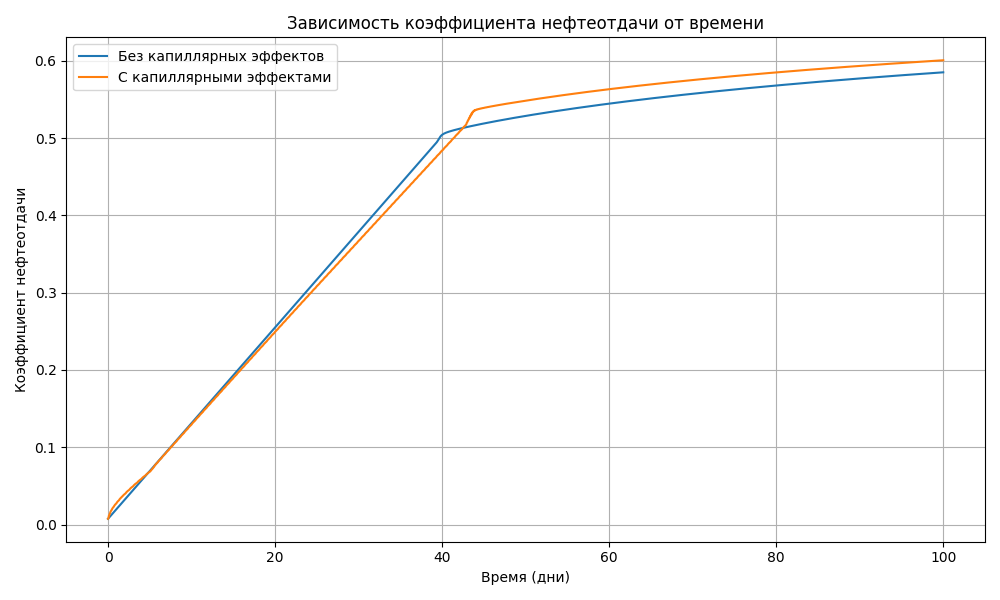 Зависимость коэффициента нефтеотдачи от времени
Без капиллярных эффектов
С капиллярными эффектами
Коэффициент нефтеотдачи
0.6
0.5
0.4
0.3
0.2
0.1
0.0
0 20 40 60 80 100
Время (дни)